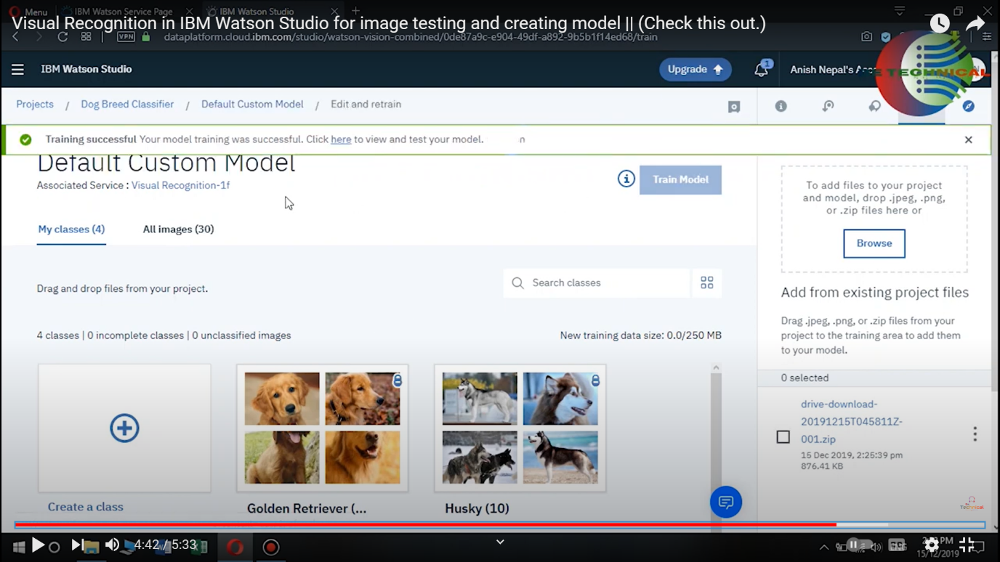 Menu
IBM Watson Service Page
IBM Watson Studio
Visual Recognition in IBM Watson Studio for image testing and creating model || (Check this out.)
VPN
dataplatform.cloud.ibm.com/studio/watson-vision-combined/0de87a9c-e904-49df-a892-9b5b1f14ed68/train
IBM Watson Studio
Upgrade
1
Anish Nepal's Acc
E TECHNICAL
Projects / Dog Breed Classifier / Default Custom Model / Edit and retrain
Training successful Your model training was successful. Click here to view and test your model.
n
Default Custom Model
Associated Service : Visual Recognition-1f
Train Model
To add files to your project
and model, drop .jpeg, .png,
or .zip files here or
Browse
My classes (4)
All images (30)
Drag and drop files from your project.
Search classes
4 classes | 0 incomplete classes | 0 unclassified images
New training data size: 0.0/250 MB
Add from existing project files
Drag .jpeg, .png, or .zip files from your
project to the training area to add them
to your model.
0 selected
drive-download-
20191215T045811Z-
001.zip
15 Dec 2019, 2:25:39 pm
876.41 KB
Create a class
Golden Retriever (...
Husky (10)
Technical
4:42 / 5:33
ENG
PM
15/12/2019